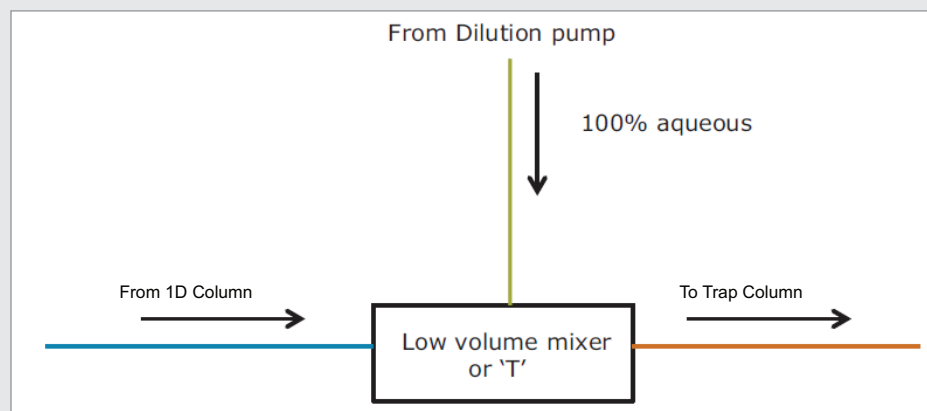 From Dilution pump
100% aqueous
From 1D Column
To Trap Column
Low volume mixer
or ‘T’